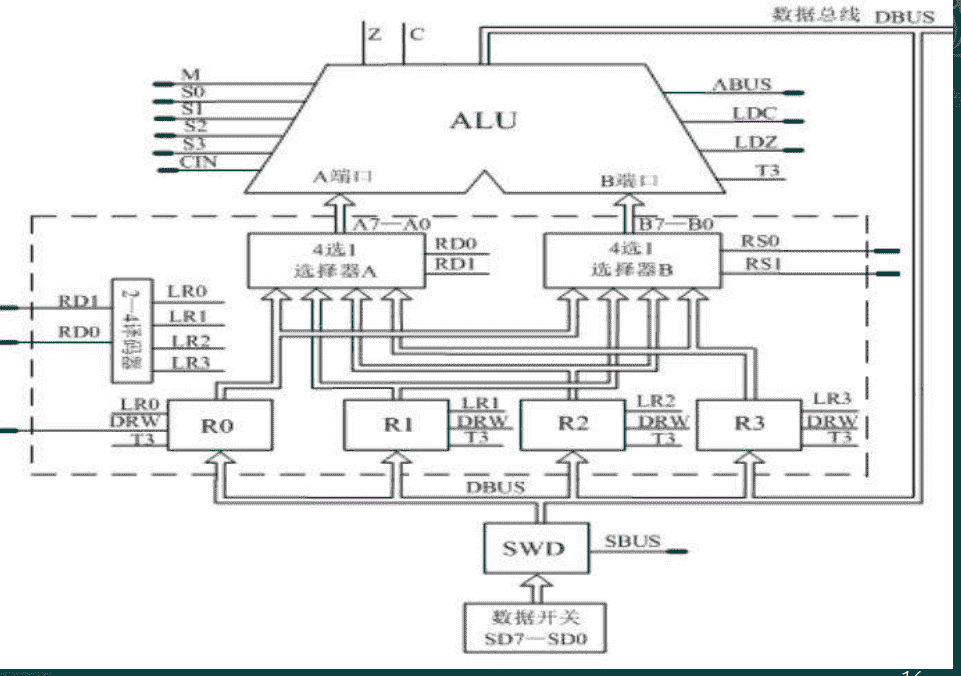 数据总线 DBUS
Z
C
M
S0
S1
S2
S3
CIN
ALU
ABUS
LDC
LDZ
T3
A端口
B端口
A7—A0
B7—B0
4选1
选择器A
RD0
RD1
4选1
选择器B
RS0
RS1
RD1
RD0
2—4译码器
LR0
LR1
LR2
LR3
LR0
DRW
T3
R0
R1
LR1
DRW
T3
R2
LR2
DRW
T3
R3
LR3
DRW
T3
DBUS
SWD
SBUS
数据开关
SD7—SD0